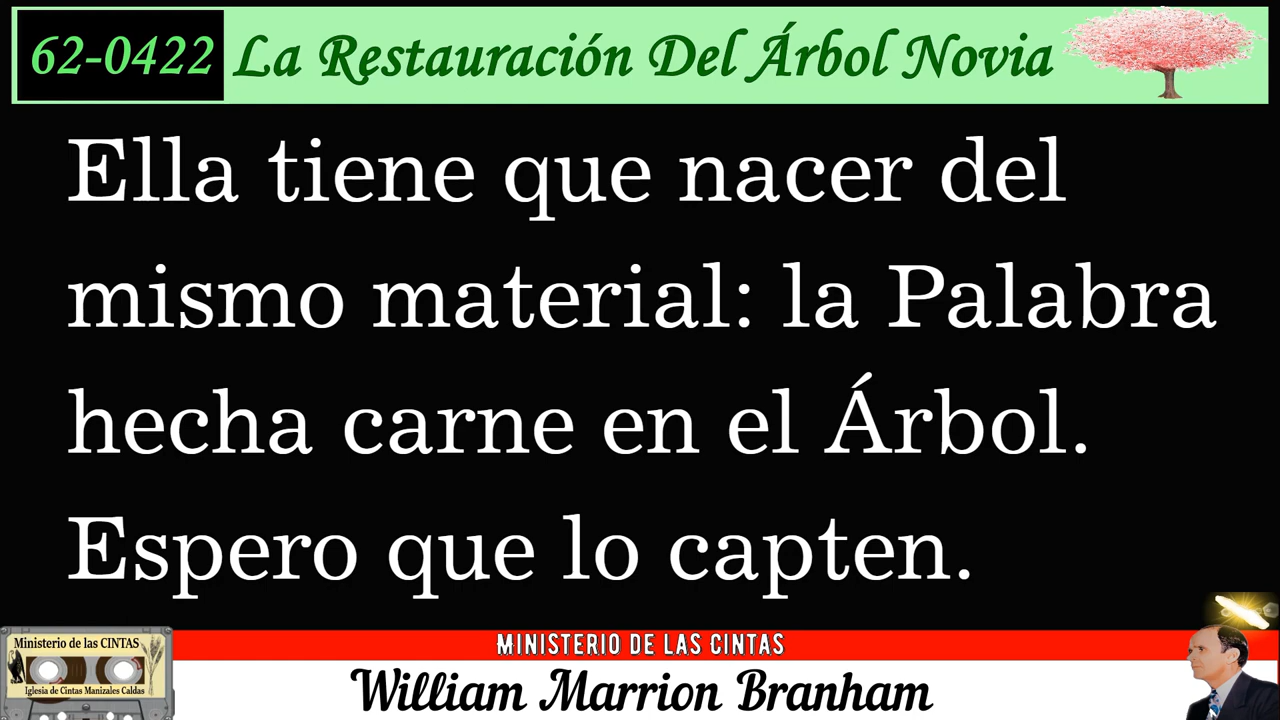 62-0422 La Restauración Del Árbol Novia
Ella tiene que nacer del
mismo material: la Palabra
hecha carne en el Árbol.
Espero que lo capten.
MINISTERIO DE LAS CINTAS
Ministerio de las CINTAS
Iglesia de Cintas Manizales Caldas
William Marrion Branham